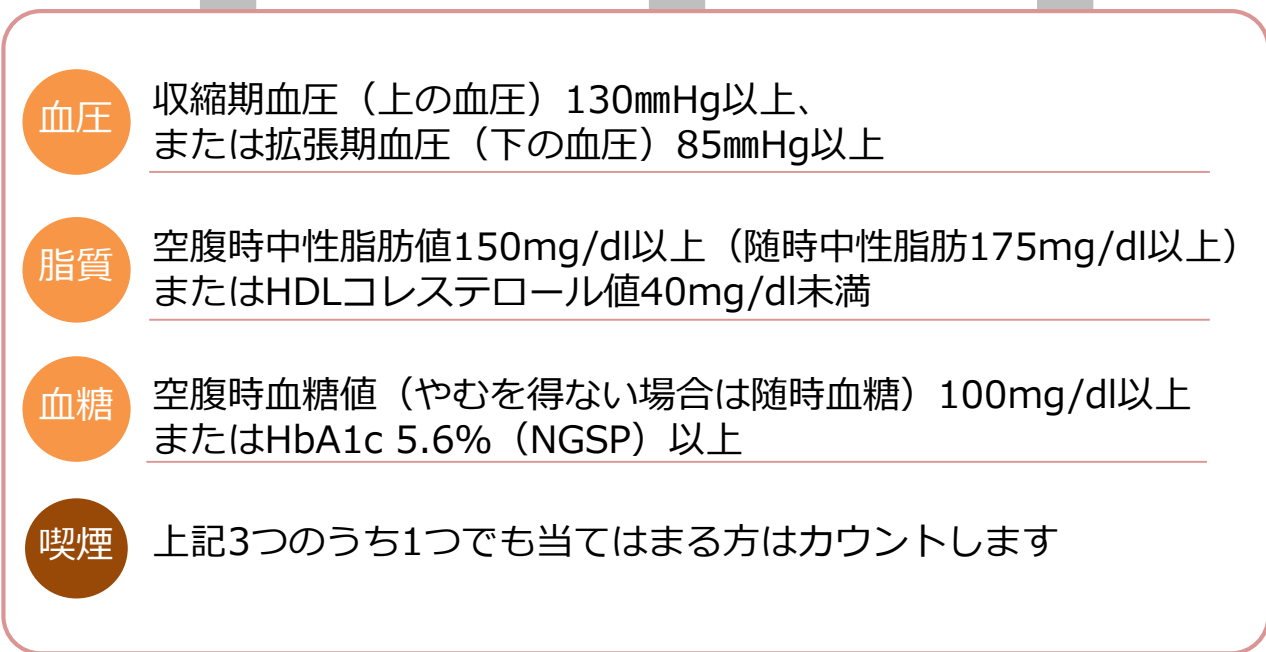 血圧
収縮期血圧（上の血圧）130㎜Hg以上、
または拡張期血圧（下の血圧）85㎜Hg以上
脂質
空腹時中性脂肪値150mg/dl以上（随時中性脂肪175mg/dl以上）
またはHDLコレステロール値40mg/dl未満
血糖
空腹時血糖値（やむを得ない場合は随時血糖）100mg/dl以上
またはHbA1c 5.6%（NGSP）以上
喫煙
上記3つのうち1つでも当てはまる方はカウントします